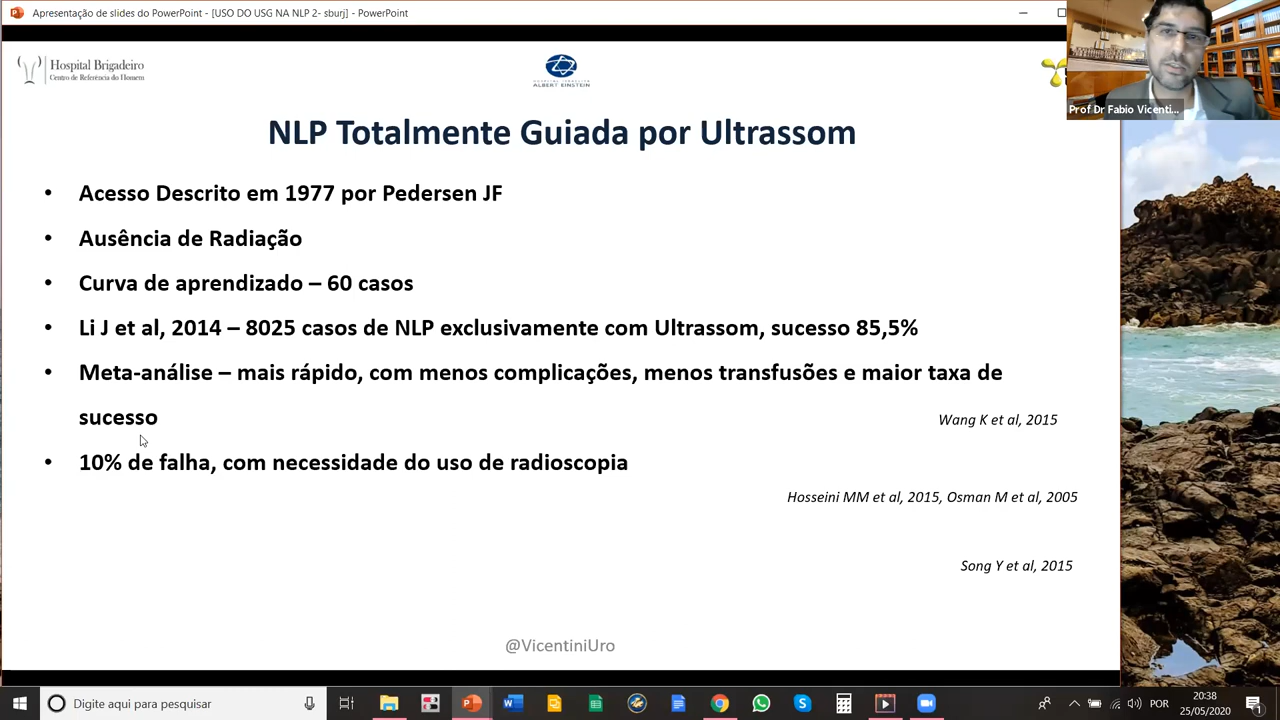 Apresentação de slides do PowerPoint - [USO DO USG NA NLP 2- sburj] - PowerPoint
Hospital Brigadeiro
Centro de Referência do Homem
ALBERT EINSTEIN
Prof Dr Fabio Vicenti...
NLP Totalmente Guiada por Ultrassom
• Acesso Descrito em 1977 por Pedersen JF
• Ausência de Radiação
• Curva de aprendizado – 60 casos
• Li J et al, 2014 – 8025 casos de NLP exclusivamente com Ultrassom, sucesso 85,5%
• Meta-análise – mais rápido, com menos complicações, menos transfusões e maior taxa de
sucesso
Wang K et al, 2015
• 10% de falha, com necessidade do uso de radioscopia
Hosseini MM et al, 2015, Osman M et al, 2005
Song Y et al, 2015
@VicentiniUro
Digite aqui para pesquisar
POR
20:38
25/05/2020